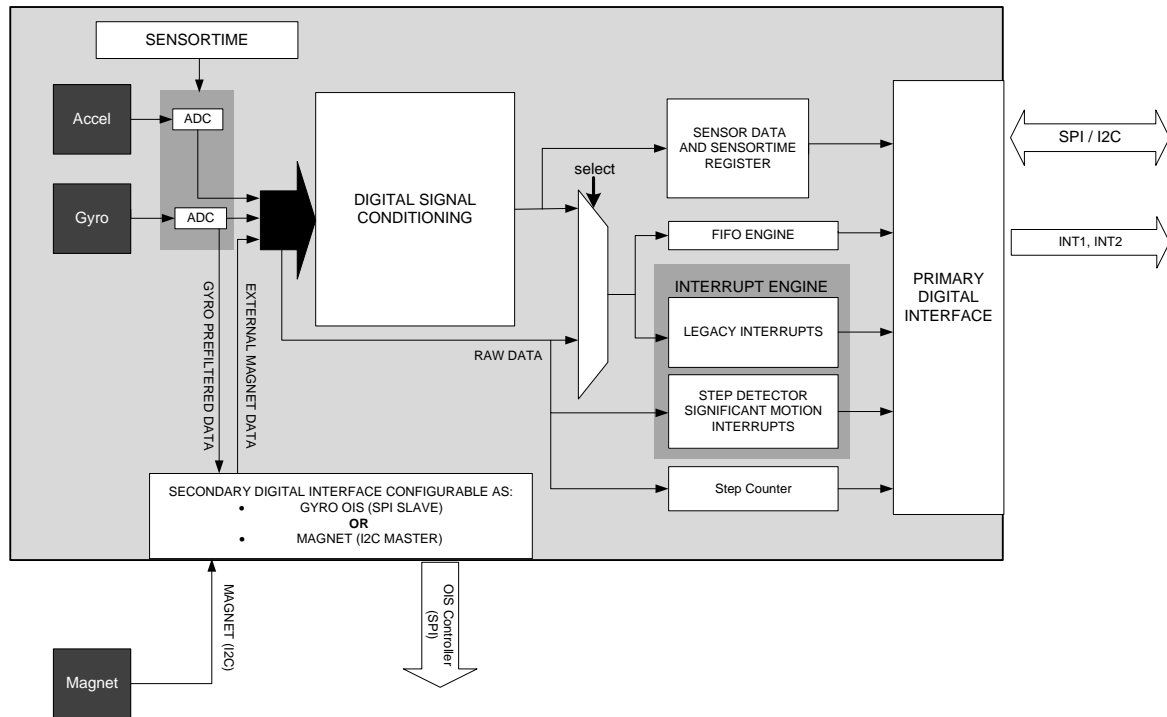 SENSORTIME
Accel
ADC
Gyro
ADC
DIGITAL SIGNAL
CONDITIONING
select
SENSOR DATA
AND SENSORTIME
REGISTER
FIFO ENGINE
INTERRUPT ENGINE
LEGACY INTERRUPTS
STEP DETECTOR
SIGNIFICANT MOTION
INTERRUPTS
Step Counter
PRIMARY
DIGITAL
INTERFACE
SPI / I2C
INT1, INT2
RAW DATA
GYRO PREFILTERED DATA
EXTERNAL MAGNET DATA
SECONDARY DIGITAL INTERFACE CONFIGURABLE AS:
• GYRO OIS (SPI SLAVE)
OR
• MAGNET (I2C MASTER)
MAGNET (I2C)
OIS Controller
(SPI)
Magnet